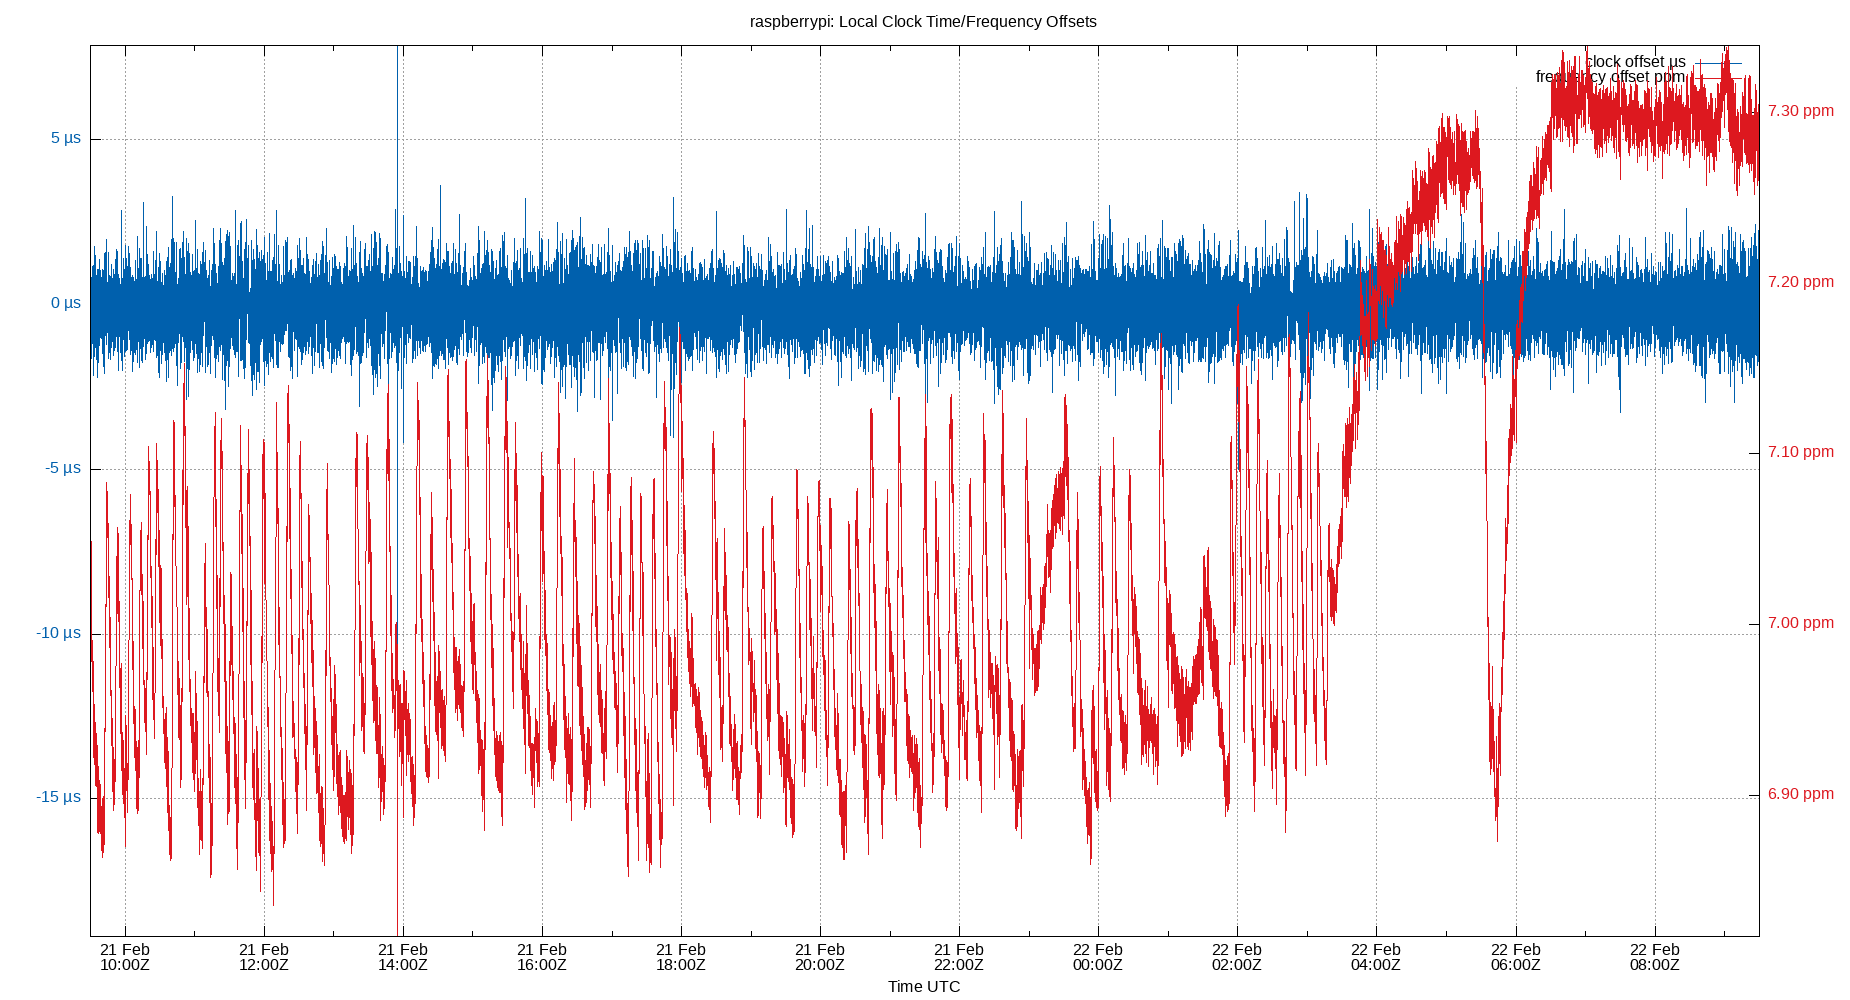 raspberrypi: Local Clock Time/Frequency Offsets
clock offset µs
frequency offset ppm
5 µs
0 µs
-5 µs
-10 µs
-15 µs
7.30 ppm
7.20 ppm
7.10 ppm
7.00 ppm
6.90 ppm
21 Feb
10:00Z
21 Feb
12:00Z
21 Feb
14:00Z
21 Feb
16:00Z
21 Feb
18:00Z
21 Feb
20:00Z
21 Feb
22:00Z
22 Feb
00:00Z
22 Feb
02:00Z
22 Feb
04:00Z
22 Feb
06:00Z
22 Feb
08:00Z
Time UTC